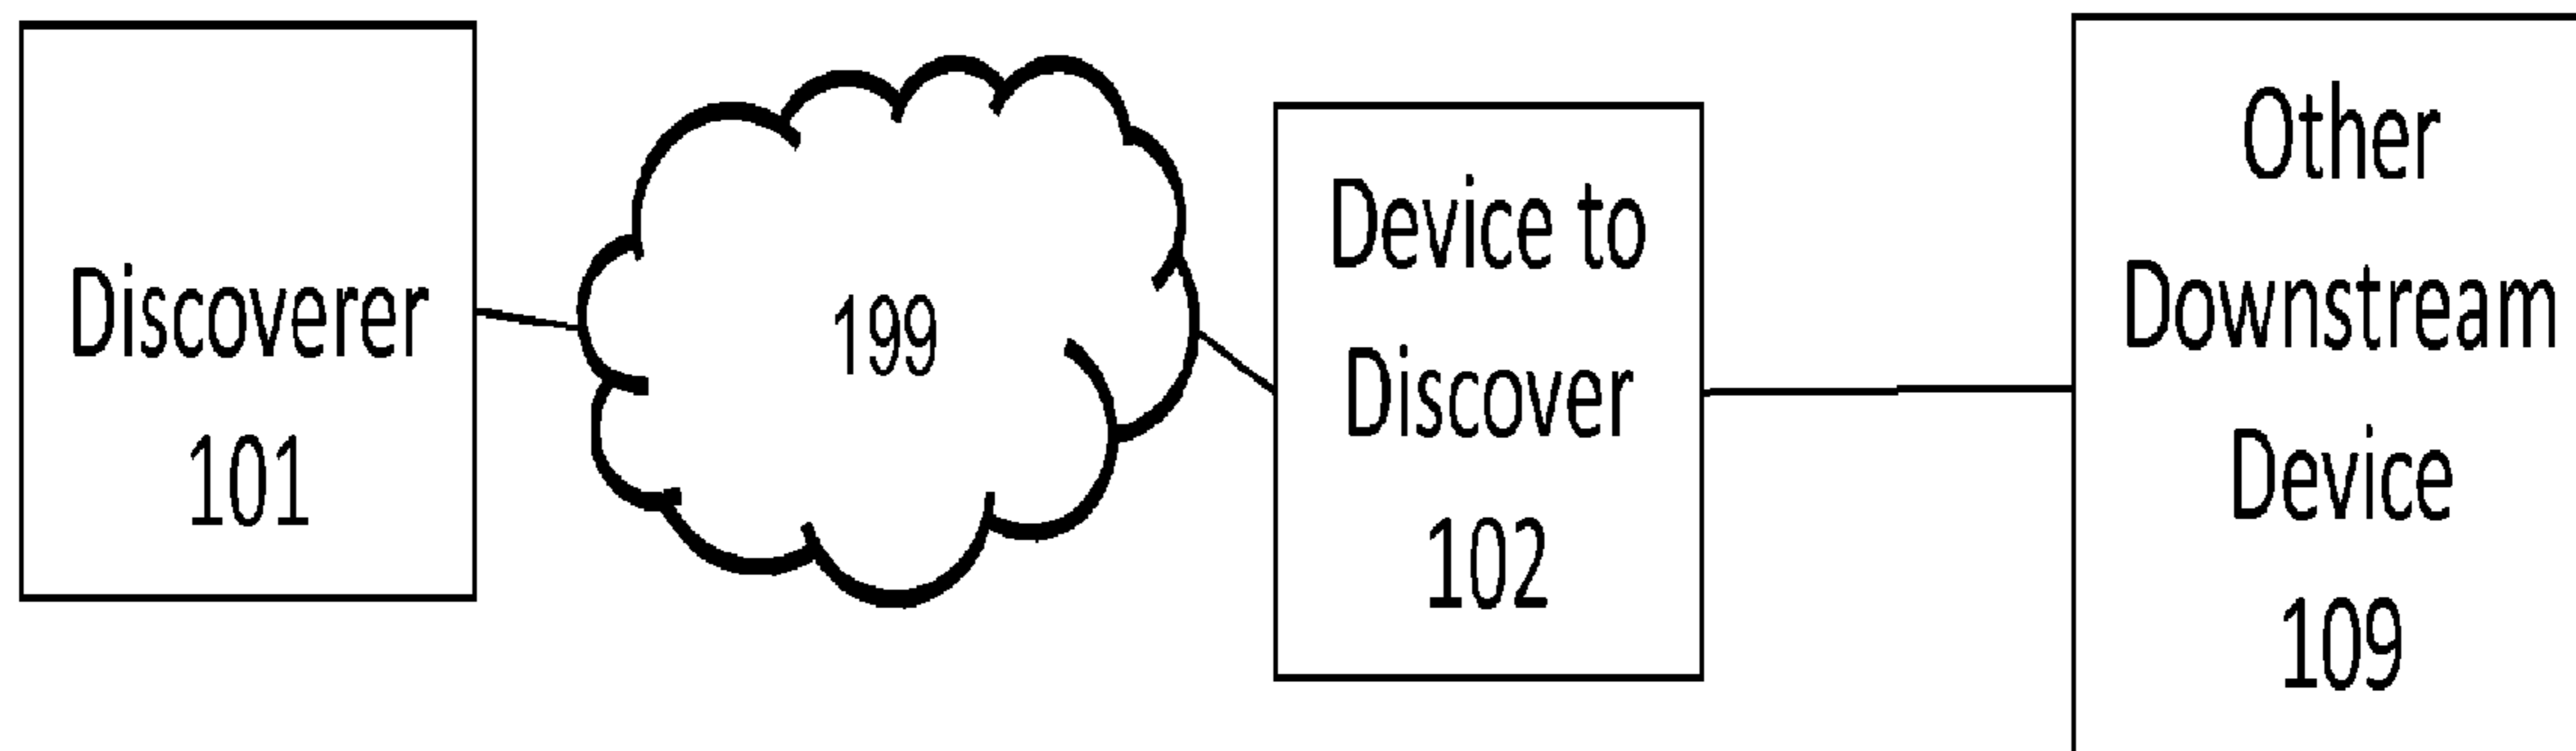 Discoverer
101
199
Device to
Discover
102
Other
Downstream
Device
109